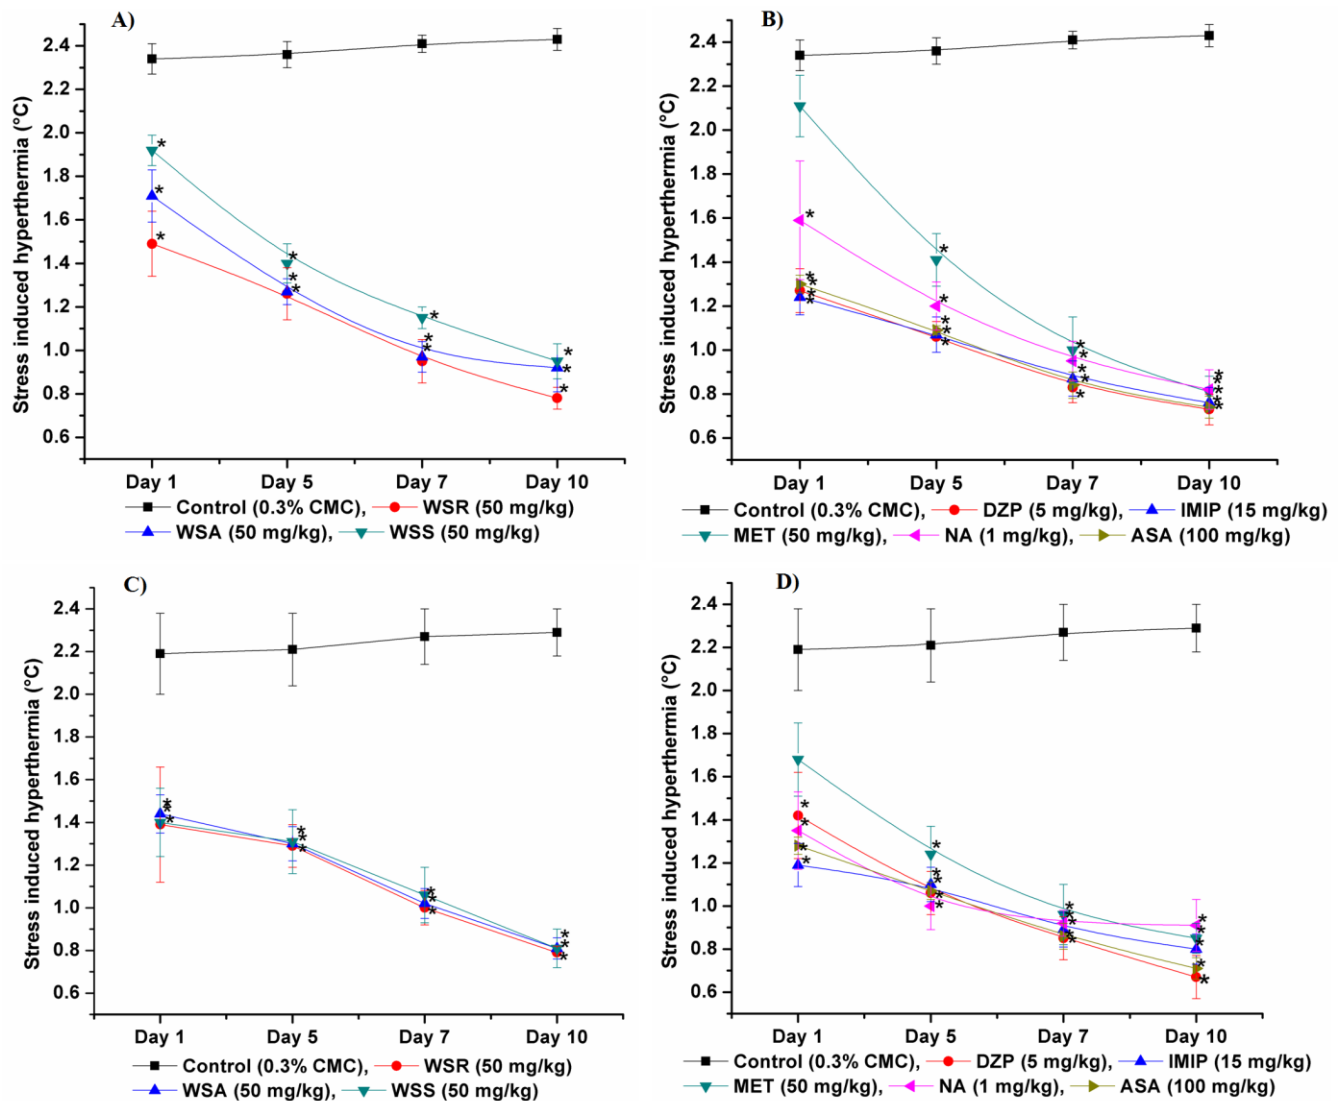 A)
Stress induced hyperthermia (°C)
2.4
2.2
2.0
1.8
1.6
1.4
1.2
1.0
0.8
0.6
* * * *
* * * *
* * * *
Day 1 Day 5 Day 7 Day 10
Control (0.3% CMC), WSR (50 mg/kg)
WSA (50 mg/kg), WSS (50 mg/kg)
B)
Stress induced hyperthermia (°C)
2.4
2.2
2.0
1.8
1.6
1.4
1.2
1.0
0.8
0.6
Day 1 Day 5 Day 7 Day 10
Control (0.3% CMC), DZP (5 mg/kg), IMIP (15 mg/kg)
MET (50 mg/kg), NA (1 mg/kg), ASA (100 mg/kg)
C)
Stress induced hyperthermia (°C)
2.4
2.2
2.0
1.8
1.6
1.4
1.2
1.0
0.8
0.6
Day 1 Day 5 Day 7 Day 10
Control (0.3% CMC), WSR (50 mg/kg)
WSA (50 mg/kg), WSS (50 mg/kg)
D)
Stress induced hyperthermia (°C)
2.4
2.2
2.0
1.8
1.6
1.4
1.2
1.0
0.8
0.6
Day 1 Day 5 Day 7 Day 10
Control (0.3% CMC), DZP (5 mg/kg), IMIP (15 mg/kg)
MET (50 mg/kg), NA (1 mg/kg), ASA (100 mg/kg)